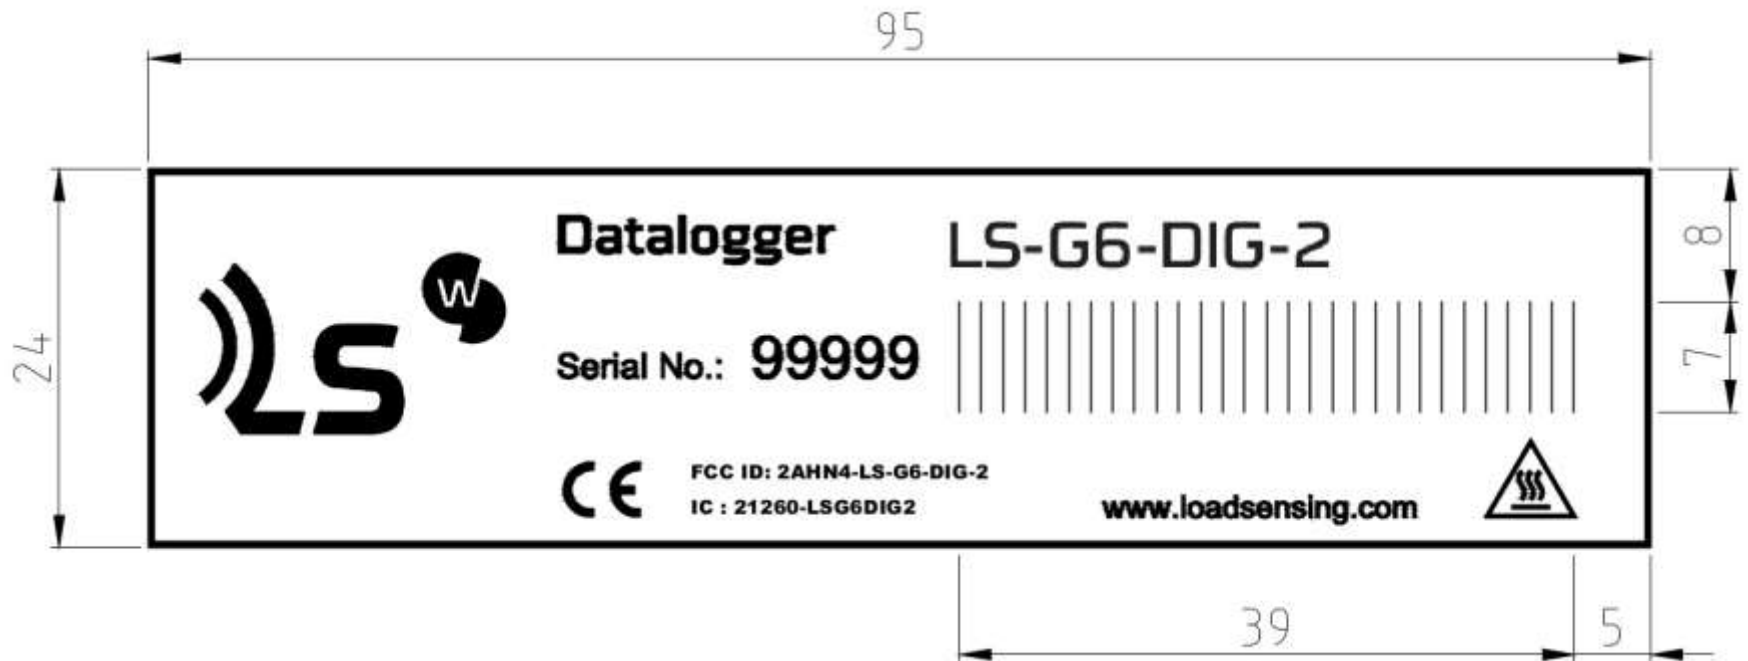 95
Datalogger LS-G6-DIG-2
8
24
LS W
Serial No.: 99999
7
CE FCC ID: 2AHN4-LS-G6-DIG-2
IC : 21260-LSG6DIG2
www.loadsensing.com
39 5